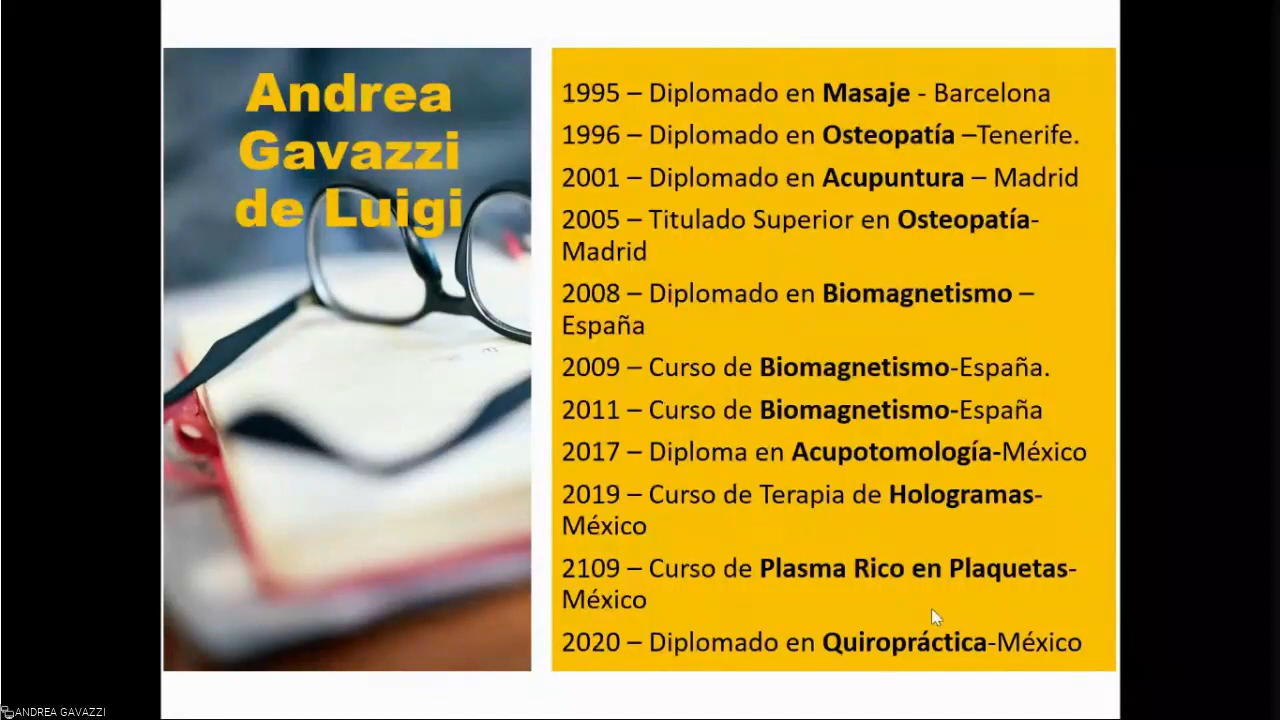 Andrea
Gavazzi
de Luigi
1995 – Diplomado en Masaje - Barcelona
1996 – Diplomado en Osteopatía –Tenerife.
2001 – Diplomado en Acupuntura – Madrid
2005 – Titulado Superior en Osteopatía-
Madrid
2008 – Diplomado en Biomagnetismo –
España
2009 – Curso de Biomagnetismo-España.
2011 – Curso de Biomagnetismo-España
2017 – Diploma en Acupotomología-México
2019 – Curso de Terapia de Hologramas-
México
2109 – Curso de Plasma Rico en Plaquetas-
México
2020 – Diplomado en Quiropráctica-México
ANDREA GAVAZZI